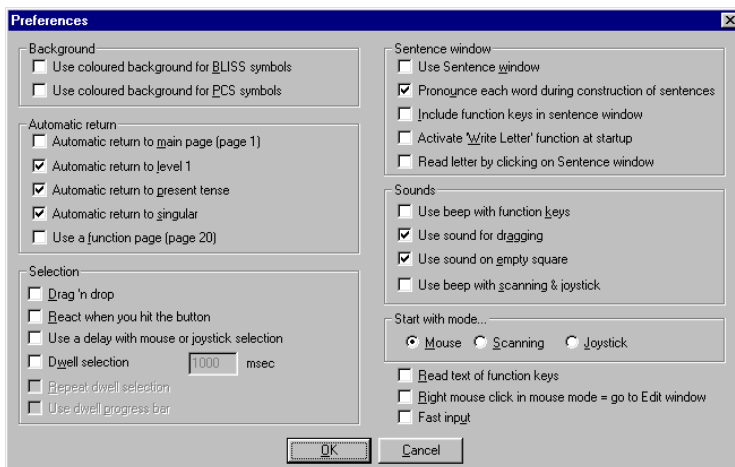 Preferences
Background
Use coloured background for BLISS symbols
Use coloured background for PCS symbols
Automatic return
Automatic return to main page (page 1)
Automatic return to level 1
Automatic return to present tense
Automatic return to singular
Use a function page (page 20)
Selection
Drag 'n drop
React when you hit the button
Use a delay with mouse or joystick selection
Dwell selection 1000 msec
Repeat dwell selection
Use dwell progress bar
Sentence window
Use Sentence window
Pronounce each word during construction of sentences
Include function keys in sentence window
Activate 'Write Letter' function at startup
Read letter by clicking on Sentence window
Sounds
Use beep with function keys
Use sound for dragging
Use sound on empty square
Use beep with scanning & joystick
Start with mode...
Mouse Scanning Joystick
Read text of function keys
Right mouse click in mouse mode = go to Edit window
Fast input
OK Cancel